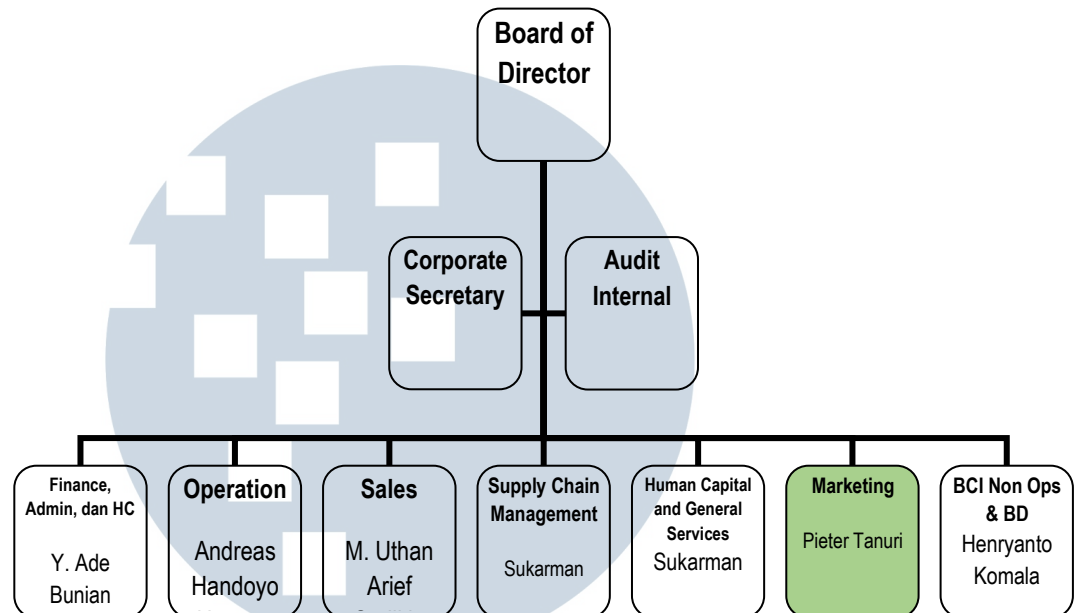 Board of
Director
Corporate
Secretary
Audit
Internal
Finance,
Admin, dan HC
Y. Ade
Bunian
Operation
Andreas
Handoyo
Sales
M. Uthan
Arief
Supply Chain
Management
Sukarman
Human Capital
and General
Services
Sukarman
Marketing
Pieter Tanuri
BCI Non Ops
& BD
Henryanto
Komala